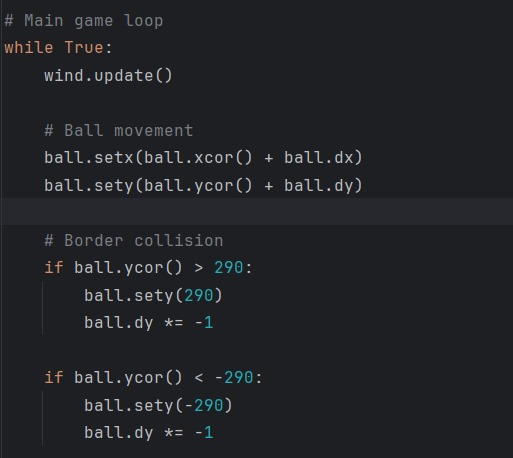 # Main game loop
while True:
    wind.update()
    # Ball movement
    ball.setx(ball.xcor() + ball.dx)
    ball.sety(ball.ycor() + ball.dy)
    # Border collision
    if ball.ycor() > 290:
        ball.sety(290)
        ball.dy *= -1
    if ball.ycor() < -290:
        ball.sety(-290)
        ball.dy *= -1